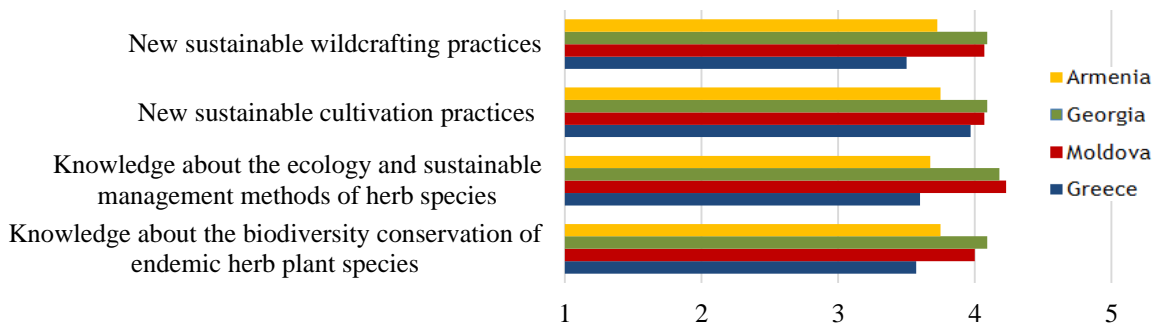 New sustainable wildcrafting practices
New sustainable cultivation practices
Knowledge about the ecology and sustainable
management methods of herb species
Knowledge about the biodiversity conservation of
endemic herb plant species
1 2 3 4 5
Armenia
Georgia
Moldova
Greece